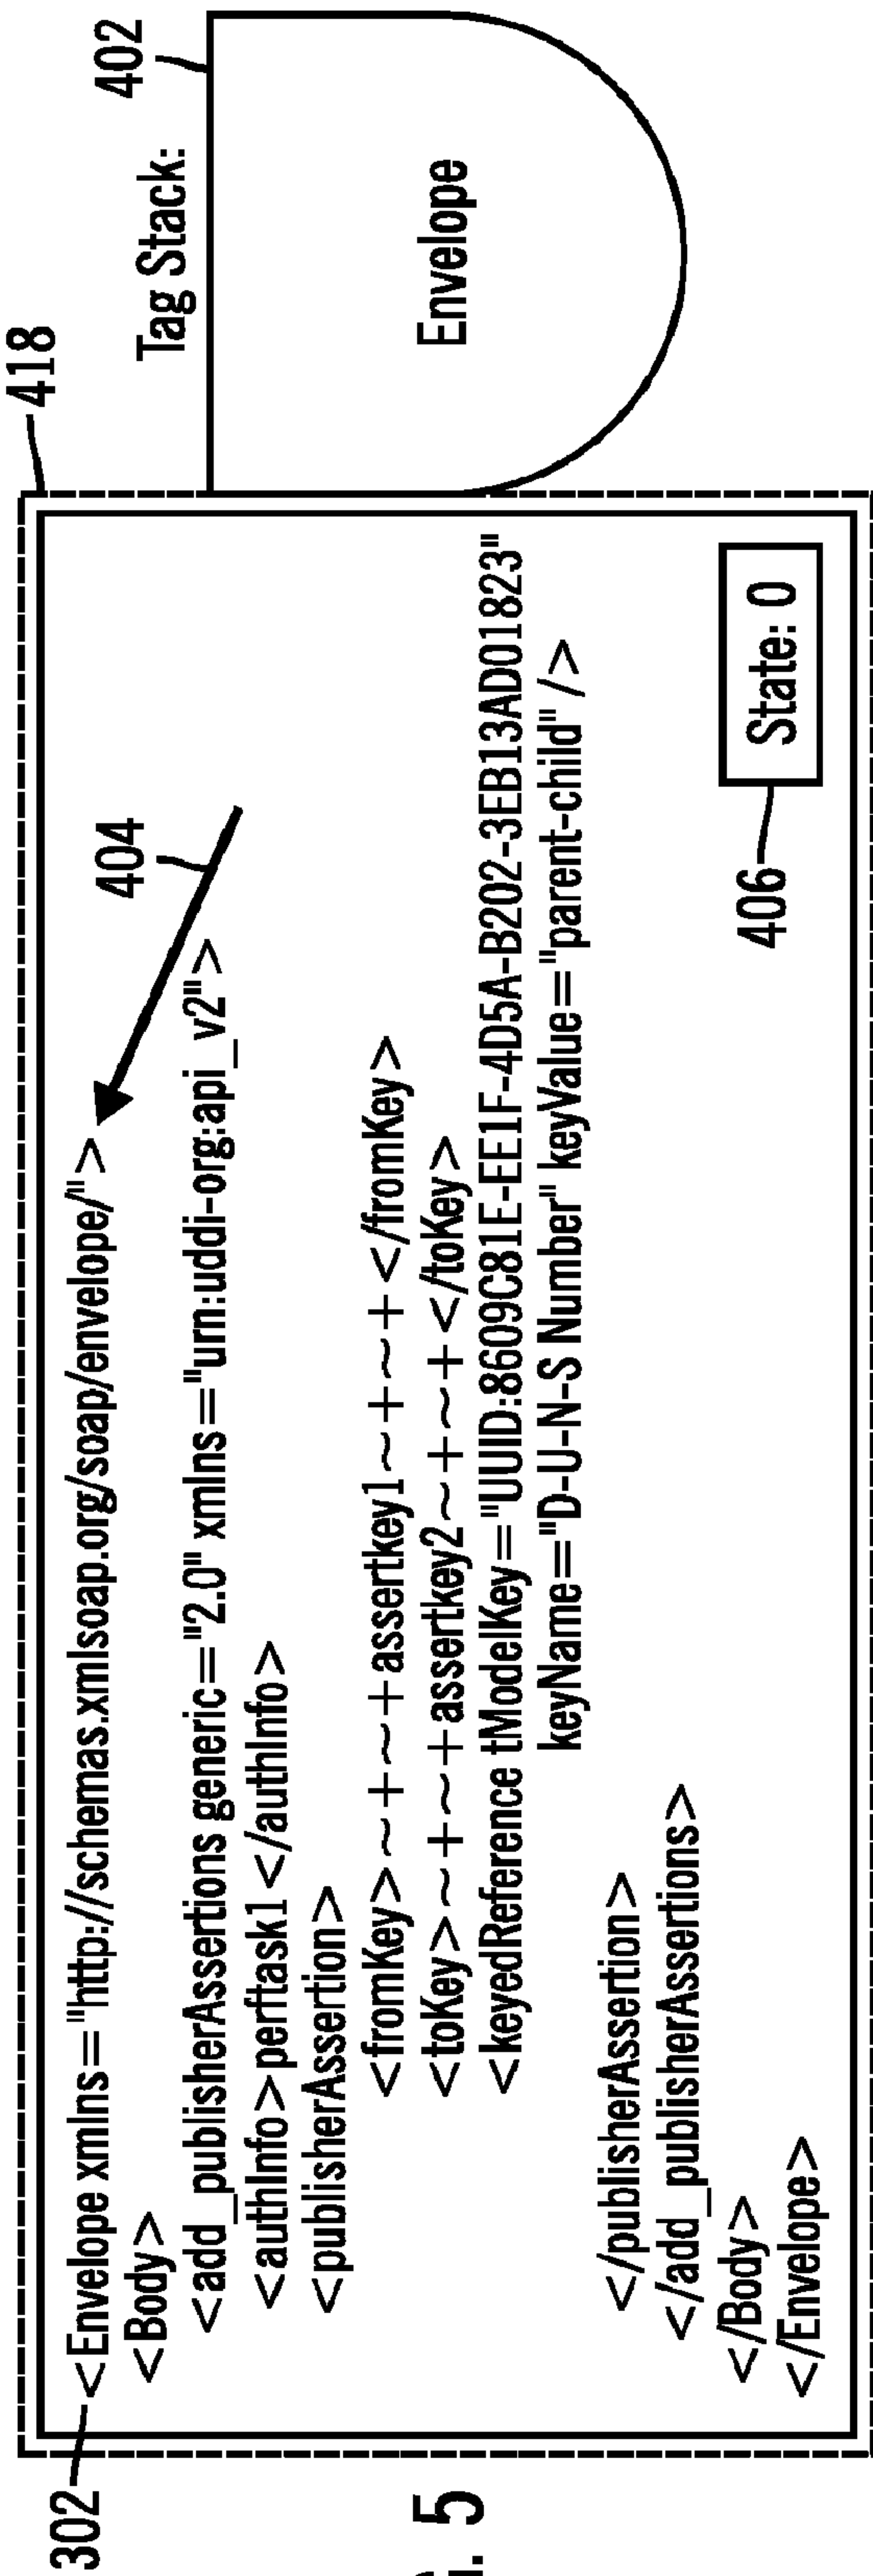 418
402
Tag Stack:
Envelope
302
404
<Envelope xmlns="http://schemas.xmlsoap.org/soap/envelope/">
<Body>
<add_publisherAssertions generic="2.0" xmlns="urn:uddi-org:api_v2">
<authInfo>perftask1</authInfo>
<publisherAssertion>
<fromKey>~+~+assertkey1~+~+</fromKey>
<toKey>~+~+assertkey2~+~+</toKey>
<keyedReference tModelKey="UUID:8609C81E-EE1F-4D5A-B202-3EB13AD01823"
keyName="D-U-N-S Number" keyValue="parent-child"/>
</publisherAssertion>
</add_publisherAssertions>
</Body>
</Envelope>
406
State: 0
5